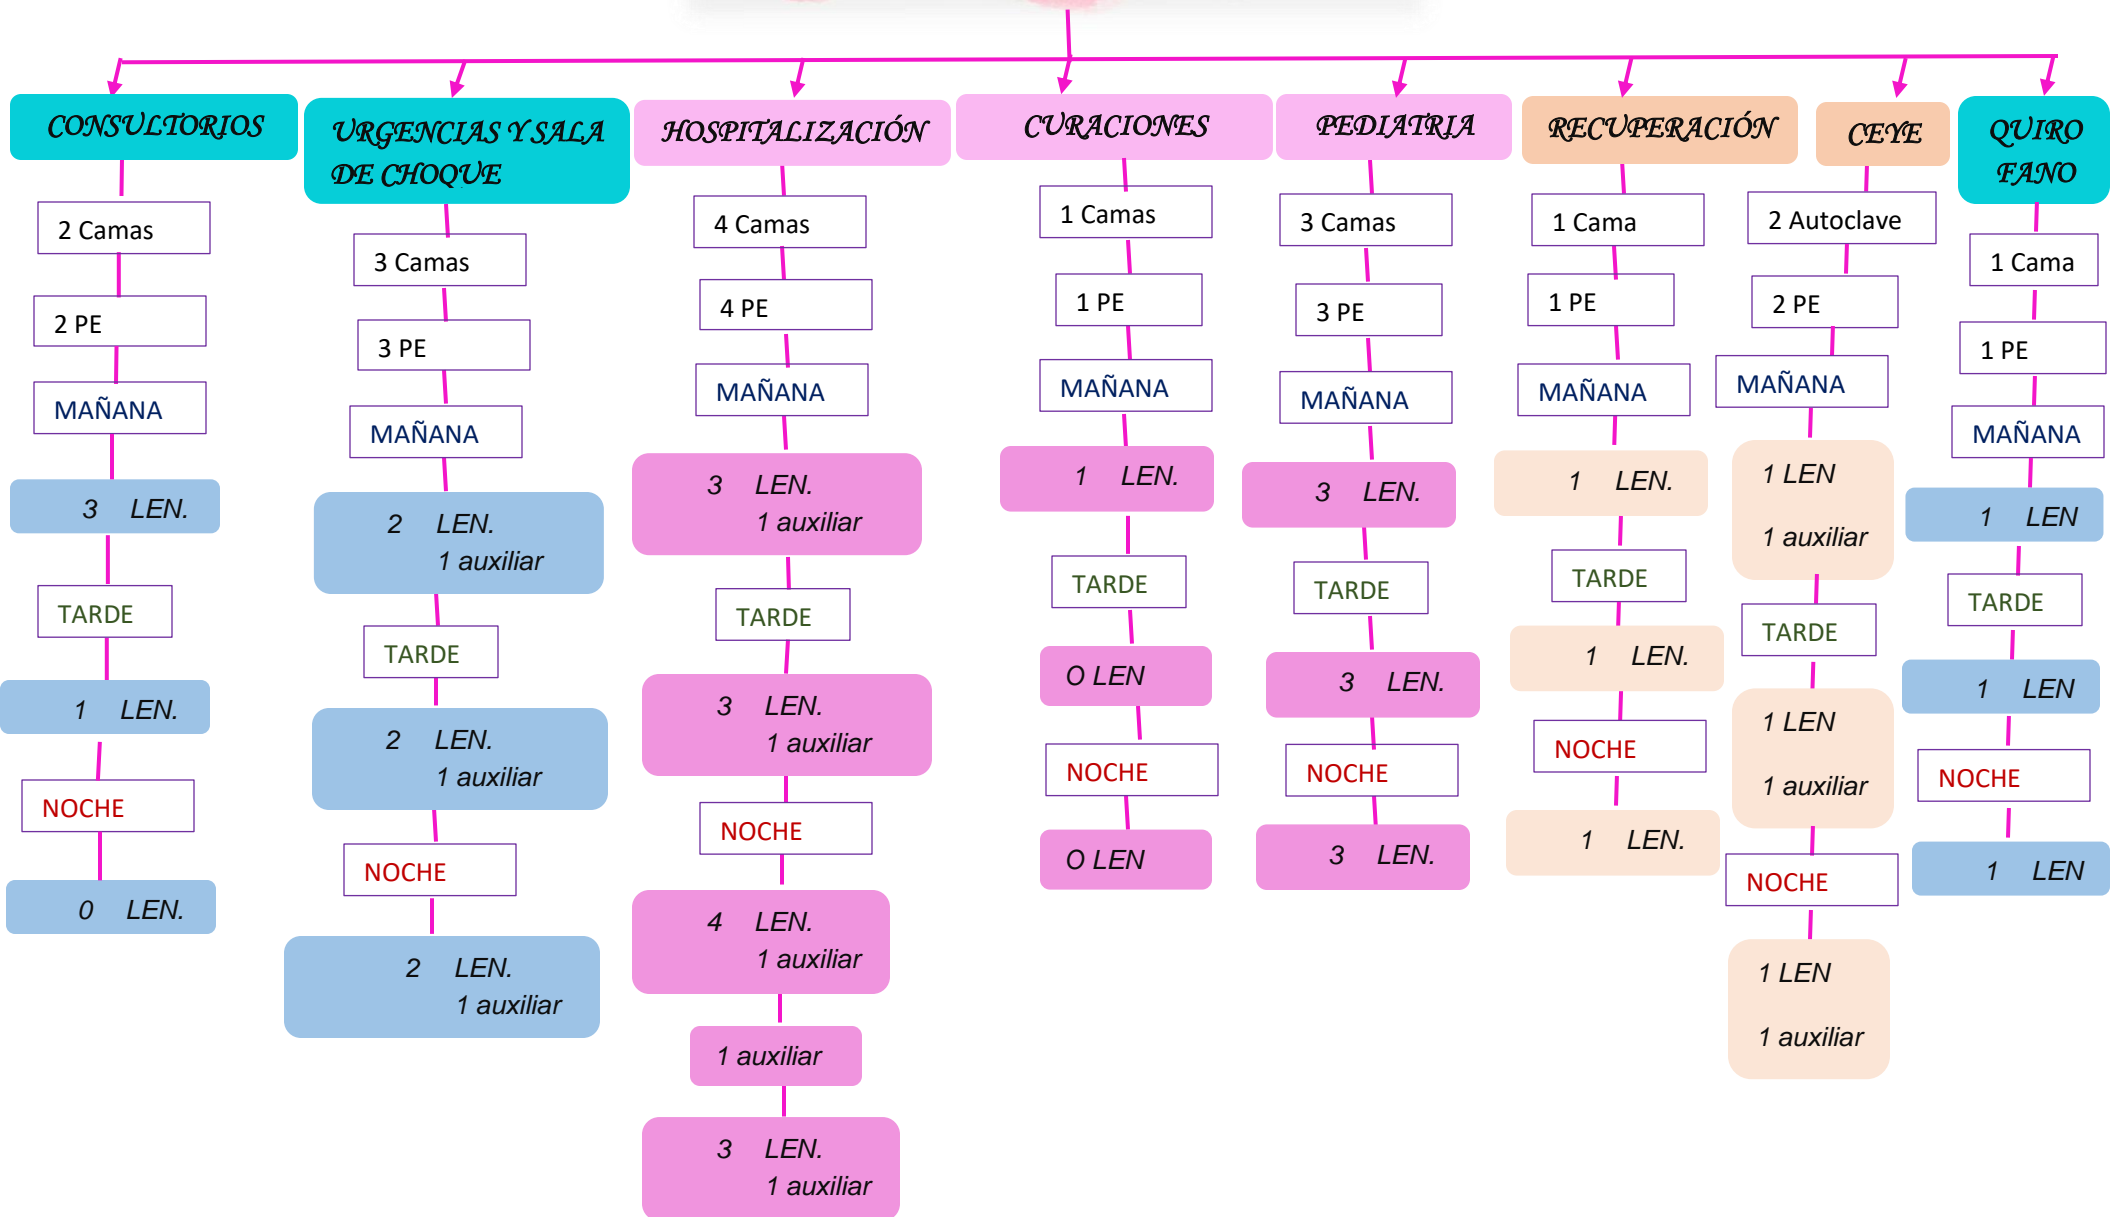 CONSULTORIOS
2 Camas
2 PE
MAÑANA
3 LEN.
TARDE
1 LEN.
NOCHE
0 LEN.
URGENCIAS Y SALA
DE CHOQUE
3 Camas
3 PE
MAÑANA
2 LEN.
1 auxiliar
TARDE
2 LEN.
1 auxiliar
NOCHE
2 LEN.
1 auxiliar
HOSPITALIZACIÓN
4 Camas
4 PE
MAÑANA
3 LEN.
1 auxiliar
TARDE
3 LEN.
1 auxiliar
NOCHE
4 LEN.
1 auxiliar
1 auxiliar
3 LEN.
1 auxiliar
CURACIONES
1 Camas
1 PE
MAÑANA
1 LEN.
TARDE
O LEN
NOCHE
O LEN
PEDIATRIA
3 Camas
3 PE
MAÑANA
3 LEN.
TARDE
3 LEN.
NOCHE
3 LEN.
RECUPERACIÓN
1 Cama
1 PE
MAÑANA
1 LEN.
TARDE
1 LEN.
NOCHE
1 LEN.
CEYE
2 Autoclave
2 PE
MAÑANA
1 LEN
1 auxiliar
TARDE
1 LEN
1 auxiliar
NOCHE
1 LEN
1 auxiliar
QUIRO
FANO
1 Cama
1 PE
MAÑANA
1 LEN
TARDE
1 LEN
NOCHE
1 LEN